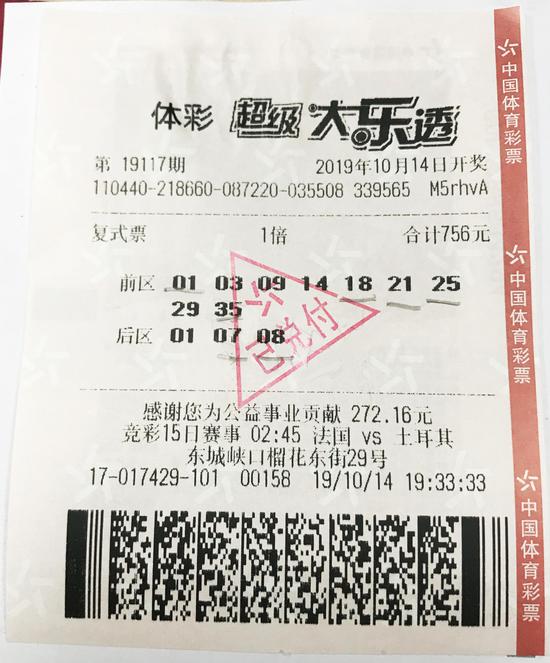 体彩 超级 大乐透
第 19117期 2019年10月14日开奖
110440-218660-087220-035508 339565 M5rhvA
复式票 1倍 合计756元
前区 01 03 09 14 18 21 25
29 35
后区 01 07 08
已兑付
感谢您为公益事业贡献 272.16元
竞彩15日赛事 02:45 法国 vs 土耳其
东城峡口榴花东街29号
17-017429-101 00158 19/10/14 19:33:33
中国体育彩票
中国体育彩票
中国体育彩票